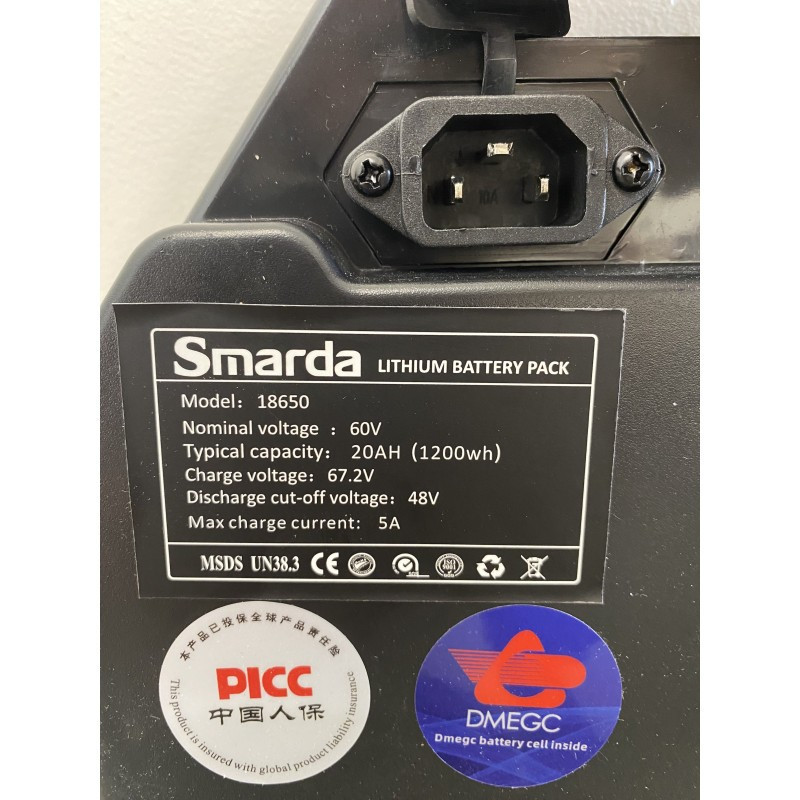 10A
Smarda LITHIUM BATTERY PACK
Model: 18650
Nominal voltage : 60V
Typical capacity: 20AH (1200wh)
Charge voltage: 67.2V
Discharge cut-off voltage: 48V
Max charge current: 5A
MSDS UN38.3 CE
本产品已投保全球产品责任险
PICC
中国人保
This product is insured with global product liability insurance
DMEGC
Dmegc battery cell inside